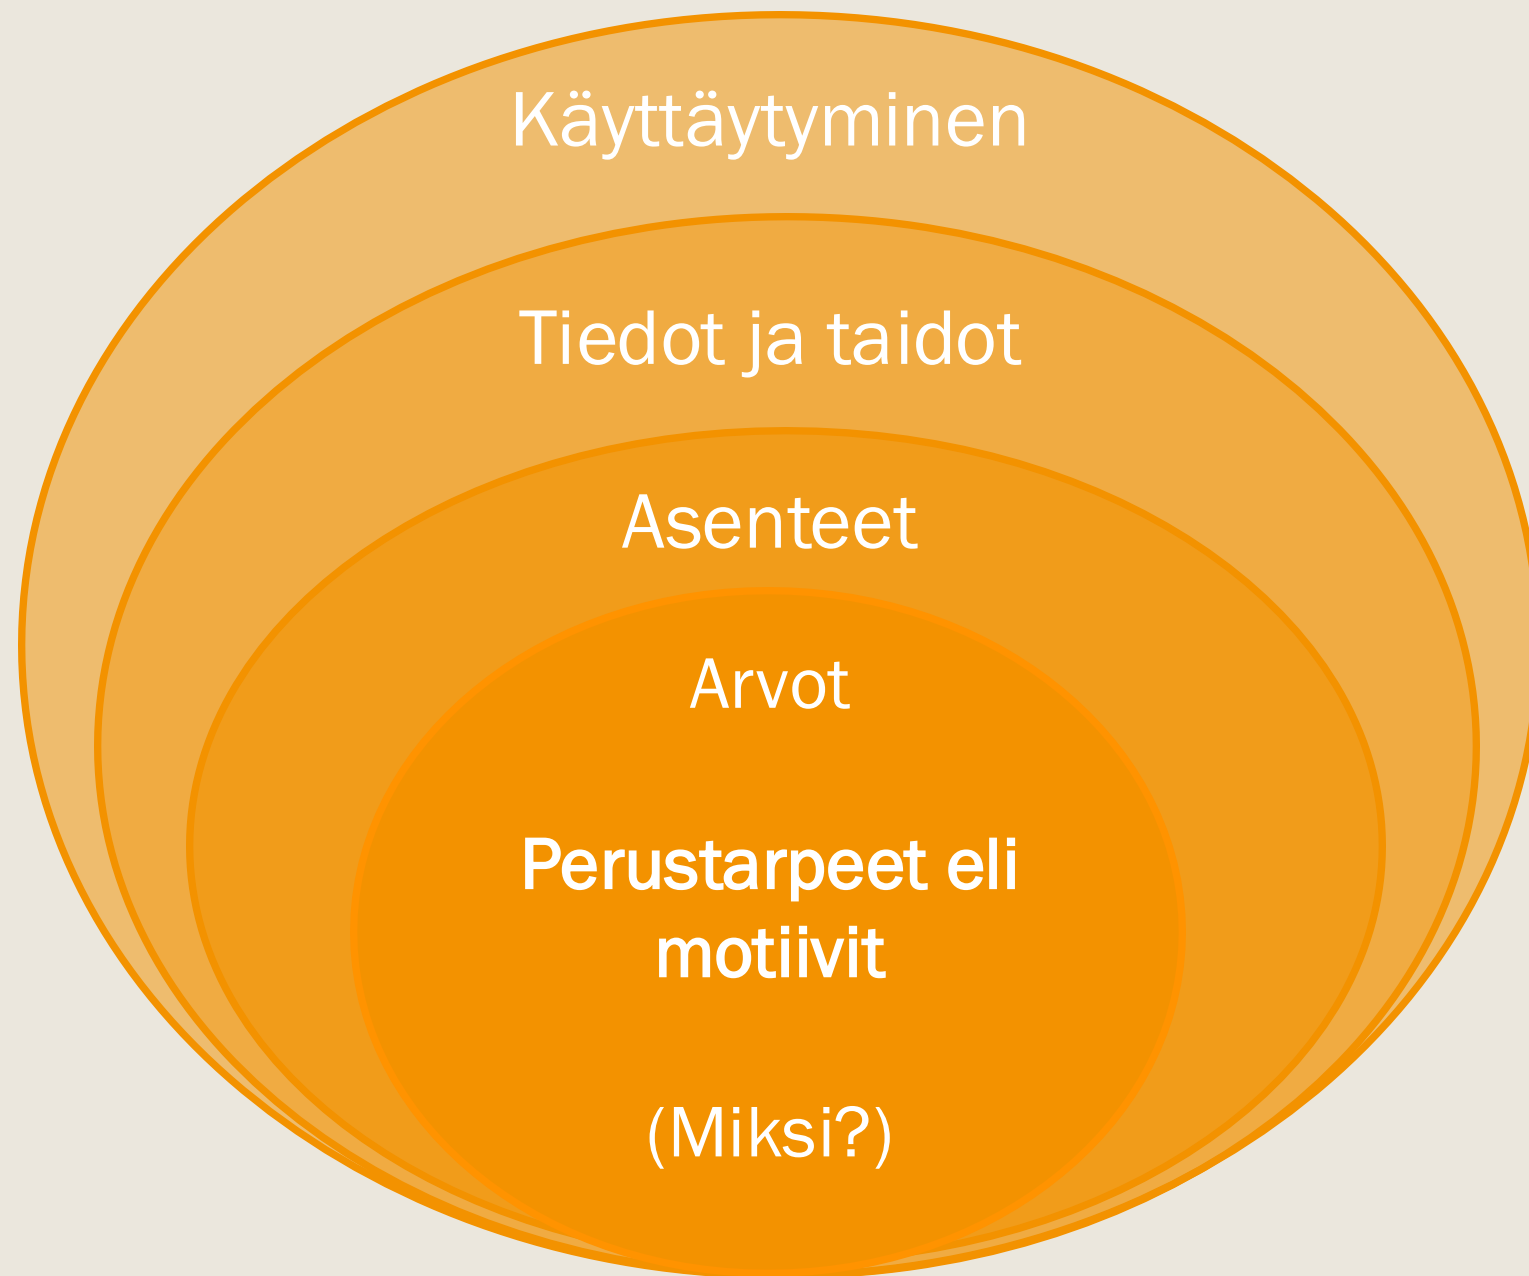 Käyttäytyminen
Tiedot ja taidot
Asenteet
Arvot
Perustarpeet eli
motiivit
(Miksi?)